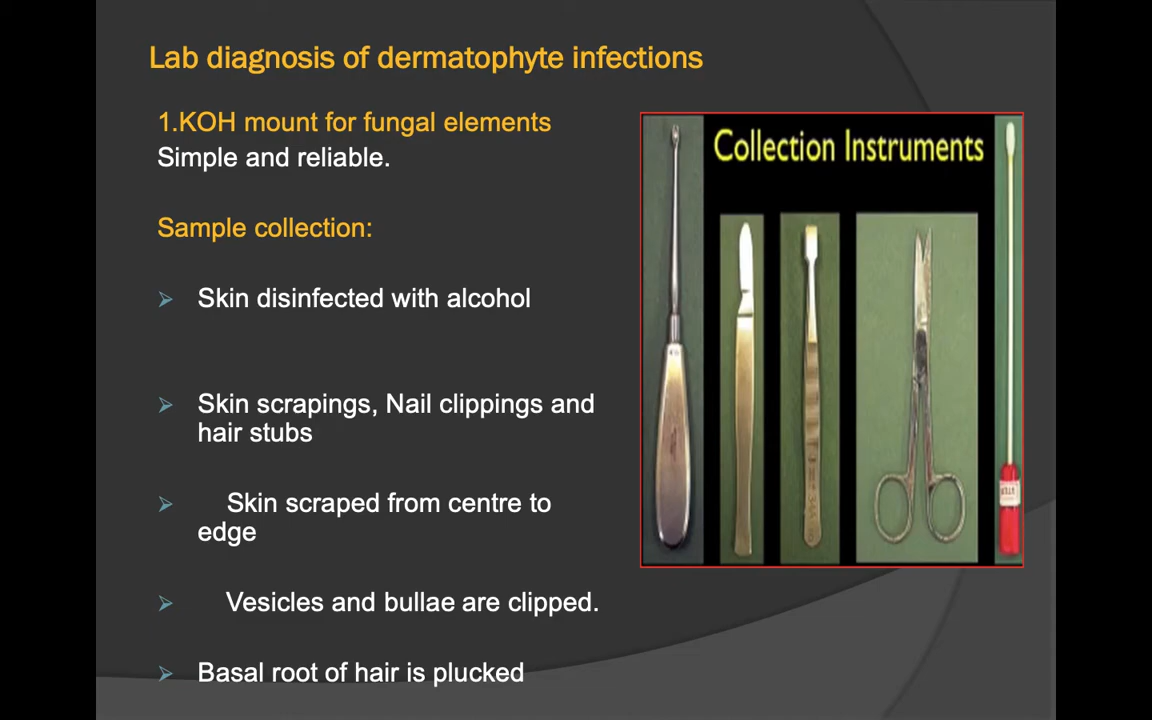 Lab diagnosis of dermatophyte infections
1.KOH mount for fungal elements
Simple and reliable.
Sample collection:
Skin disinfected with alcohol
Skin scrapings, Nail clippings and
hair stubs
Skin scraped from centre to
edge
Vesicles and bullae are clipped.
Basal root of hair is plucked
Collection Instruments